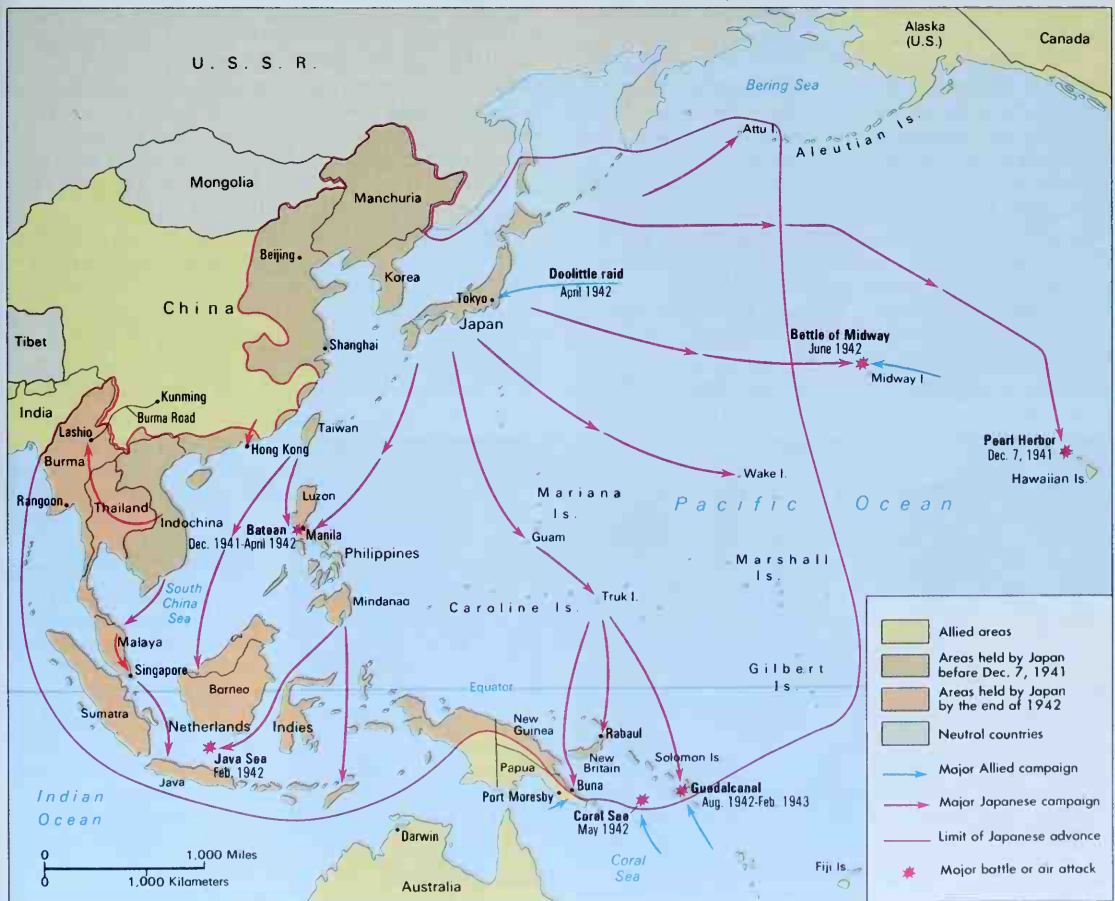 Alaska
(U.S.)
Canada
U. S. S. R.
Bering Sea
Attu I.
Aleutian Is.
Mongolia
Manchuria
Beijing
Korea
Doolittle raid
April 1942
Tokyo
Japan
China
Battle of Midway
June 1942
Midway I
Tibet
Shanghai
India
Kunming
Burma Road
Lashio
Taiwan
Hong Kong
Burma
Pearl Harbor
Dec. 7, 1941
Hawaiian Is.
Wake I.
Rangoon
Thailand
Luzon
Mariana
Is.
Pacific Ocean
Indochina
Bataan
Dec. 1941-April 1942
Manila
Guam
Philippines
Marshall
Is.
South
China
Sea
Mindanao
Caroline Is.
Truk I.
Malaya
Singapore
Borneo
Gilbert
Is.
Equator
Sumatra
Netherlands Indies
New
Guinea
Rabaul
Java Sea
Feb. 1942
Papua
New
Britain
Solomon Is
Java
Buna
Port Moresby
Guadalcanal
Aug. 1942-Feb. 1943
Coral Sea
May 1942
Indian
Ocean
Darwin
Coral
Sea
Fiji Is.
0 1,000 Miles
0 1,000 Kilometers
Australia
Allied areas
Areas held by Japan
before Dec. 7, 1941
Areas held by Japan
by the end of 1942
Neutral countries
Major Allied campaign
Major Japanese campaign
Limit of Japanese advance
Major battle or air attack